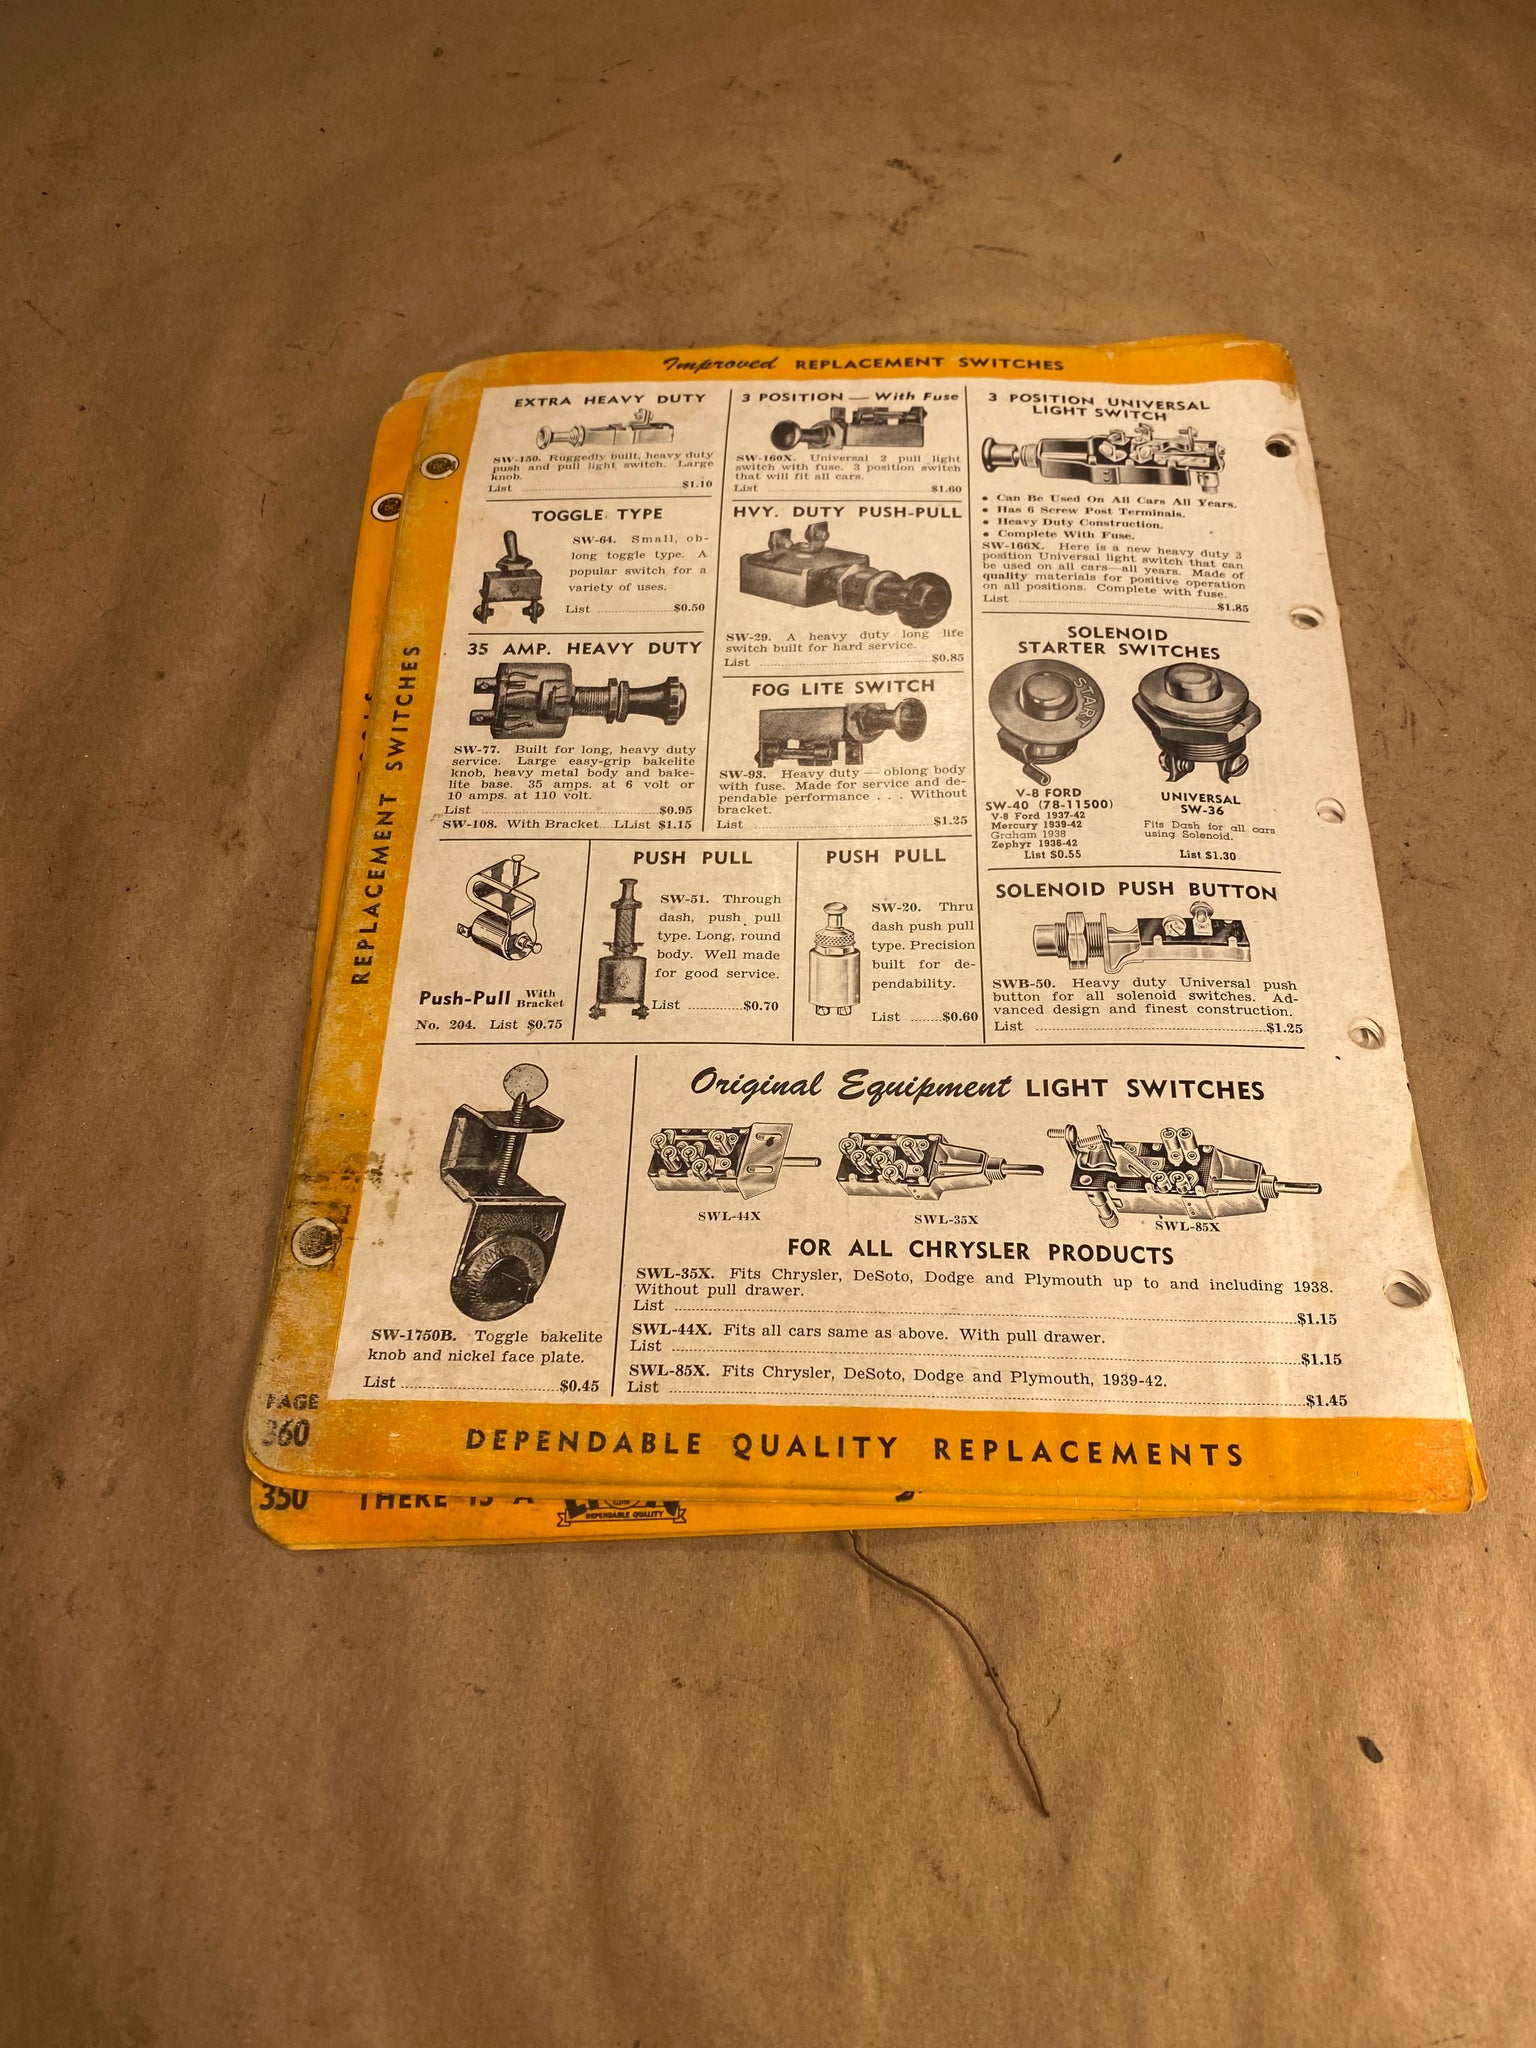 Improved REPLACEMENT SWITCHES
EXTRA HEAVY DUTY
SW-150. Ruggedly built, heavy duty
push and pull light switch. Large
knob.
List $1.10
3 POSITION — With Fuse
SW-160X. Universal 2 pull light
switch with fuse. 3 position switch
that will fit all cars.
List $1.60
3 POSITION UNIVERSAL
LIGHT SWITCH
• Can Be Used On All Cars All Years.
• Has 6 Screw Post Terminals.
• Heavy Duty Construction.
• Complete With Fuse.
SW-166X. Here is a new heavy duty 3
position Universal light switch that can
be used on all cars—all years. Made of
quality materials for positive operation
on all positions. Complete with fuse.
List $1.85
TOGGLE TYPE
SW-64. Small, ob-
long toggle type. A
popular switch for a
variety of uses.
List $0.50
HVY. DUTY PUSH-PULL
SW-29. A heavy duty long life
switch built for hard service.
List $0.85
35 AMP. HEAVY DUTY
SW-77. Built for long, heavy duty
service. Large easy-grip bakelite
knob, heavy metal body and bake-
lite base. 35 amps. at 6 volt or
10 amps. at 110 volt.
List $0.95
SW-108. With Bracket...LList $1.15
FOG LITE SWITCH
SW-93. Heavy duty — oblong body
with fuse. Made for service and de-
pendable performance . . . Without
bracket.
List $1.25
SOLENOID
STARTER SWITCHES
START
V-8 FORD
SW-40 (78-11500)
V-8 Ford 1937-42
Mercury 1939-42
Graham 1938
Zephyr 1936-42
List $0.55
UNIVERSAL
SW-36
Fits Dash for all cars
using Solenoid.
List $1.30
Push-Pull With
Bracket
No. 204. List $0.75
PUSH PULL
SW-51. Through
dash, push pull
type. Long, round
body. Well made
for good service.
List $0.70
PUSH PULL
SW-20. Thru
dash push pull
type. Precision
built for de-
pendability.
List $0.60
SOLENOID PUSH BUTTON
SWB-50. Heavy duty Universal push
button for all solenoid switches. Ad-
vanced design and finest construction.
List $1.25
SW-1750B. Toggle bakelite
knob and nickel face plate.
List $0.45
Original Equipment LIGHT SWITCHES
SWL-44X
SWL-35X
SWL-85X
FOR ALL CHRYSLER PRODUCTS
SWL-35X. Fits Chrysler, DeSoto, Dodge and Plymouth up to and including 1938.
Without pull drawer.
List $1.15
SWL-44X. Fits all cars same as above. With pull drawer.
List $1.15
SWL-85X. Fits Chrysler, DeSoto, Dodge and Plymouth, 1939-42.
List $1.45
REPLACEMENT SWITCHES
PAGE
360
DEPENDABLE QUALITY REPLACEMENTS
350 THERE IS A
DEPENDABLE QUALITY